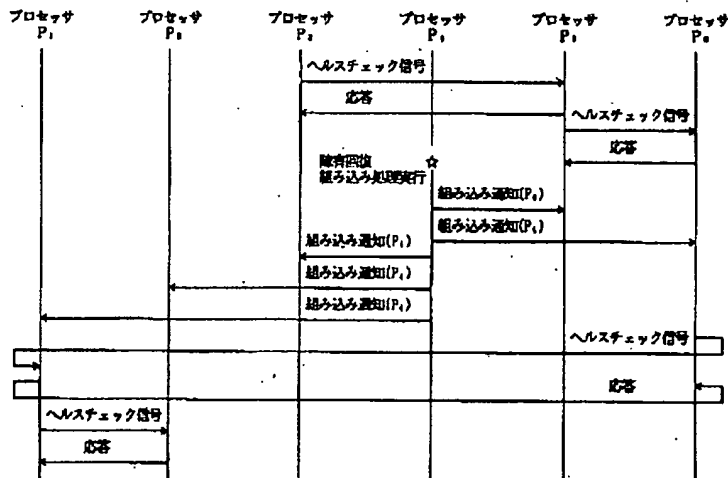 プロセッサ プロセッサ プロセッサ プロセッサ プロセッサ プロセッサ
P₁ P₂ P₃ P₄ P₅ P₆
ヘルスチェック信号
応答
ヘルスチェック信号
応答
障害回復
組み込み処理実行
組み込み通知(P₄)
組み込み通知(P₄)
組み込み通知(P₄)
組み込み通知(P₄)
組み込み通知(P₄)
ヘルスチェック信号
応答
ヘルスチェック信号
応答